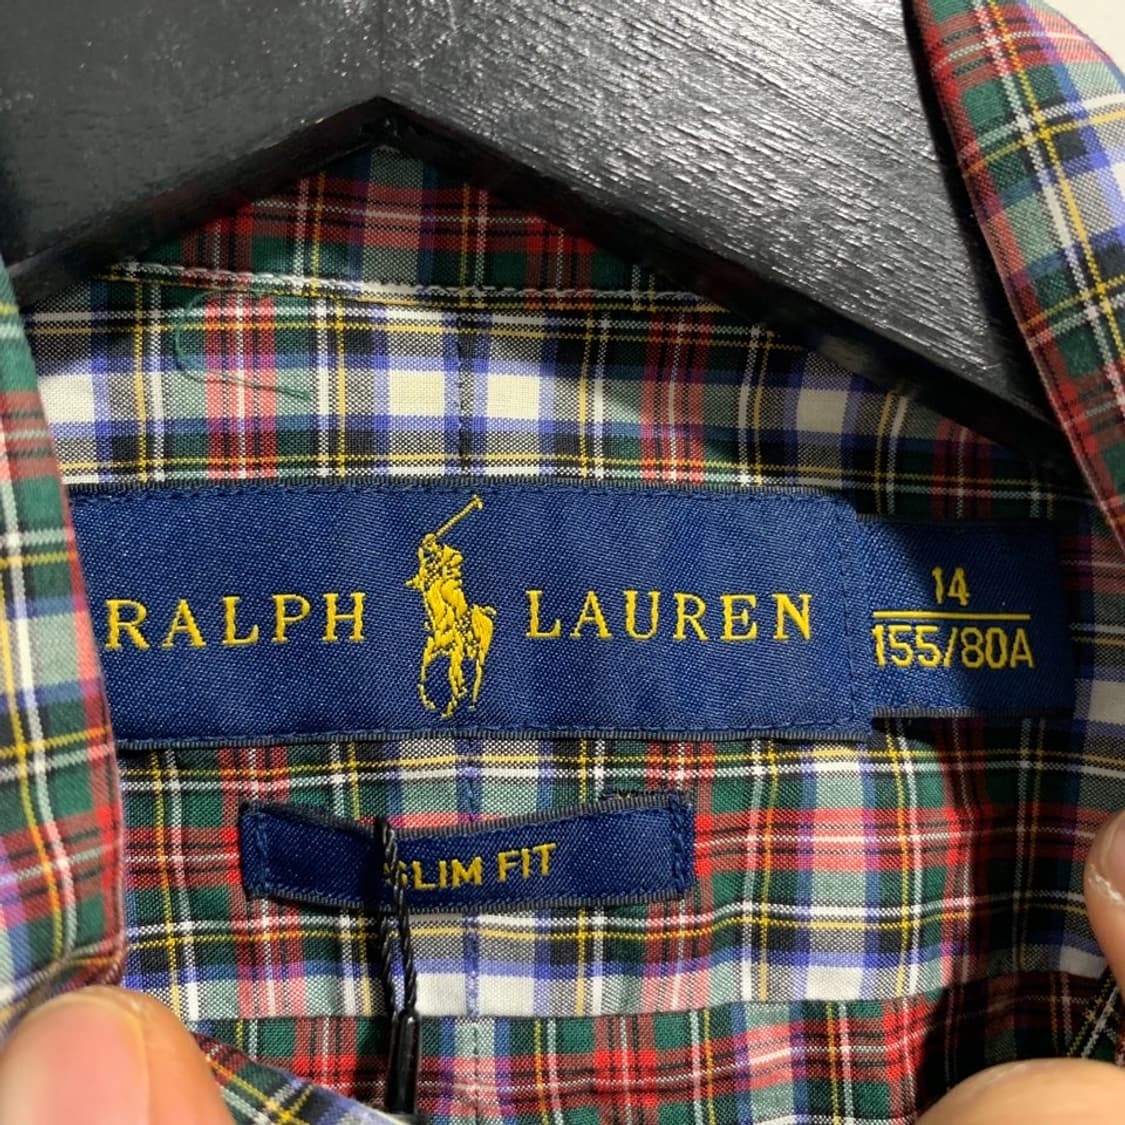 RALPH LAUREN
14
155/80A
SLIM FIT